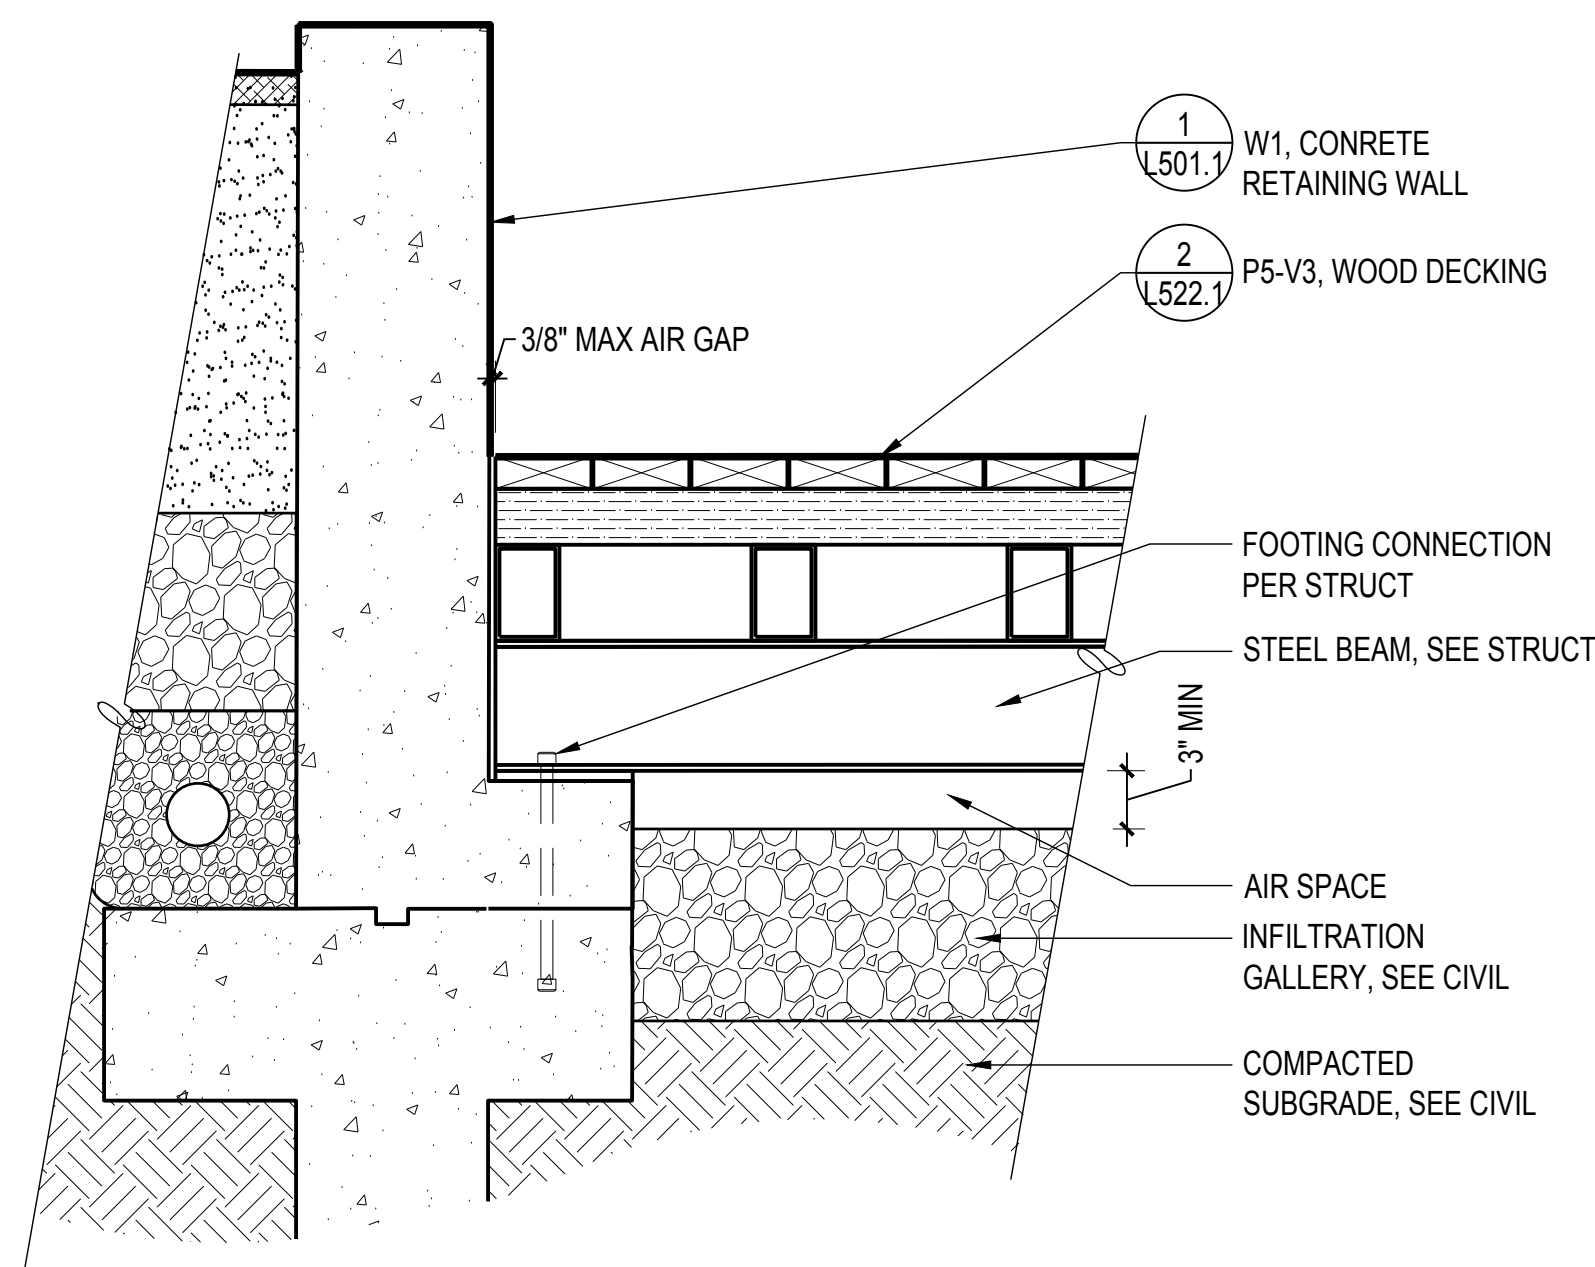 1
L501.1
W1, CONRETE
RETAINING WALL
2
L522.1
P5-V3, WOOD DECKING
3/8" MAX AIR GAP
FOOTING CONNECTION
PER STRUCT
STEEL BEAM, SEE STRUCT
3" MIN
AIR SPACE
INFILTRATION
GALLERY, SEE CIVIL
COMPACTED
SUBGRADE, SEE CIVIL